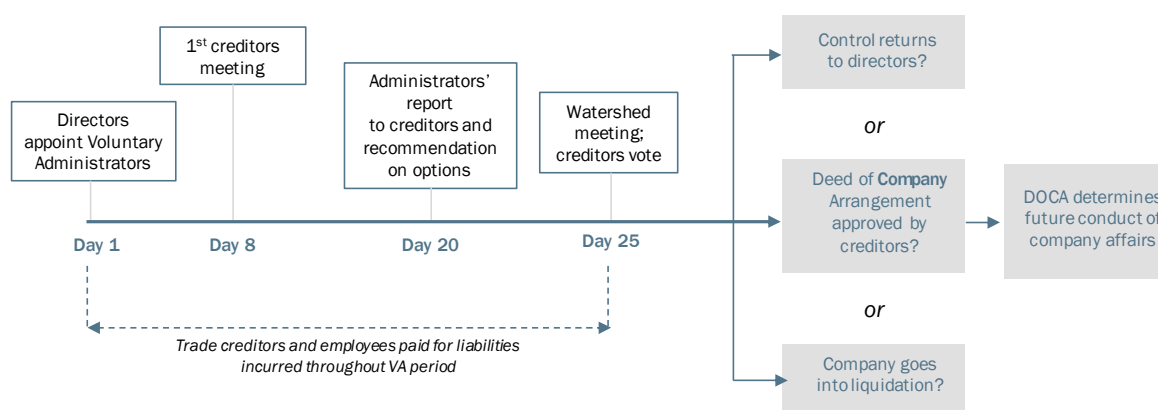 1st creditors
meeting
Directors
appoint Voluntary
Administrators
Administrators’
report
to creditors and
recommendation
on options
Watershed
meeting;
creditors vote
Day 1
Day 8
Day 20
Day 25
Trade creditors and employees paid for liabilities
incurred throughout VA period
Control returns
to directors?
or
Deed of Company
Arrangement
approved by
creditors?
DOCA determines
future conduct of
company affairs
or
Company goes
into liquidation?